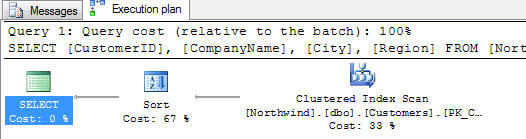 Messages Execution plan
Query 1: Query cost (relative to the batch): 100%
SELECT [CustomerID], [CompanyName], [City], [Region] FROM [Nort
SELECT
Cost: 0 %
Sort
Cost: 67 %
Clustered Index Scan
[Northwind].[dbo].[Customers].[PK_C…
Cost: 33 %